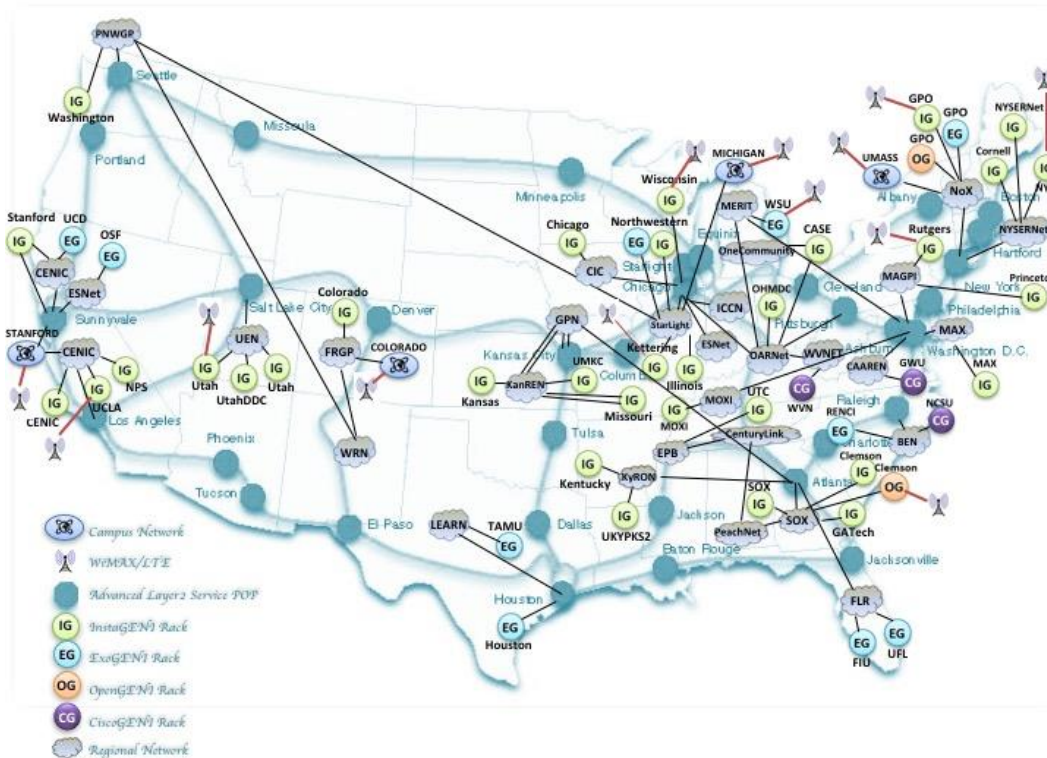 PNWGP
Seattle
IG
Washington
Portland
Missoula
Minneapolis
Stanford
IG
UCD
EG
OSF
EG
CENIC
ESNet
Sunnyvale
STANFORD
CENIC
IG
NPS
IG
CENIC
IG
UCLA
Los Angeles
Salt Lake City
UEN
IG
Utah
IG
UtahDDC
IG
Utah
Colorado
IG
Denver
FRGP
COLORADO
WRN
Phoenix
Tucson
El Paso
GPN
Kansas City
KanREN
IG
Kansas
UMKC
IG
IG
Missouri
Tulsa
Dallas
LEARN
TAMU
EG
Houston
EG
Houston
Chicago
IG
CIC
Wisconsin
IG
Northwestern
EG
IG
Starlight
Chicago
Equinix
StarLight
Kettering
IG
IG
Illinois
ESNet
ICCN
MICHIGAN
MERIT
WSU
EG
OneCommunity
CASE
IG
Cleveland
OHMDC
IG
Pittsburgh
OARNet
WVNET
CG
WVN
MOXI
IG
MOXI
UTC
IG
CenturyLink
EPB
IG
Kentucky
XyRON
IG
UKYPKS2
Jackson
Baton Rouge
SOX
IG
PeachNet
SOX
Atlanta
Clemson
IG
Clemson
OG
IG
GATech
Jacksonville
FLR
EG
FIU
EG
UFL
RENCI
EG
Charlotte
Raleigh
BEN
NCSU
CG
CAAREN
GWU
CG
MAX
IG
MAX
Ashburn
Washington D.C.
Philadelphia
New York
MAGPI
Rutgers
IG
Princeton
IG
UMASS
Albany
GPO
IG
GPO
EG
GPO
OG
NoX
Boston
Hartford
Cornell
IG
NYSERNet
IG
NYSERNet
IG
Campus Network
WiMAX/LTE
Advanced Layer2 Service POP
IG
InstaGENI Rack
EG
ExoGENI Rack
OG
OpenGENI Rack
CG
CiscoGENI Rack
Regional Network